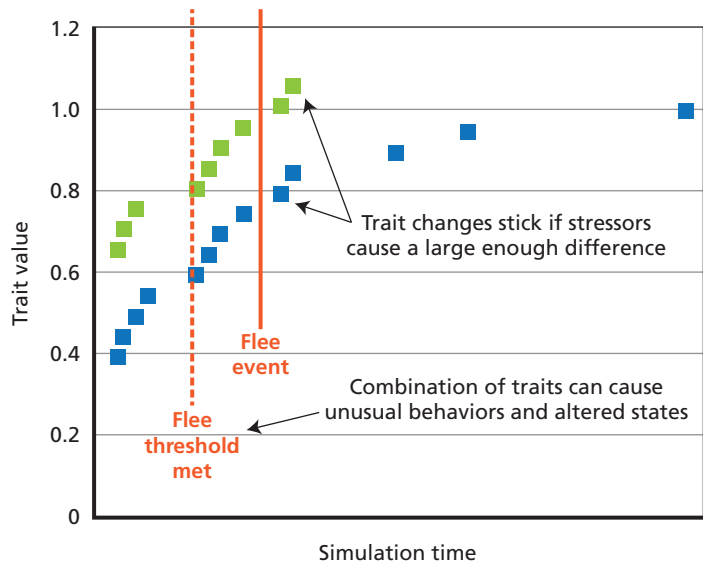 1.2
1.0
0.8
0.6
0.4
0.2
0
Trait value
Trait changes stick if stressors
cause a large enough difference
Flee
event
Combination of traits can cause
unusual behaviors and altered states
Flee
threshold
met
Simulation time